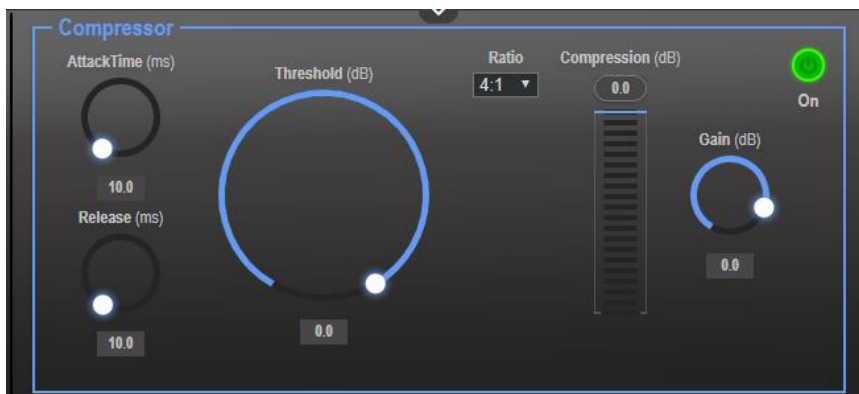 Compressor
AttackTime (ms)
10.0
Release (ms)
10.0
Threshold (dB)
0.0
Ratio
4:1
Compression (dB)
0.0
On
Gain (dB)
0.0